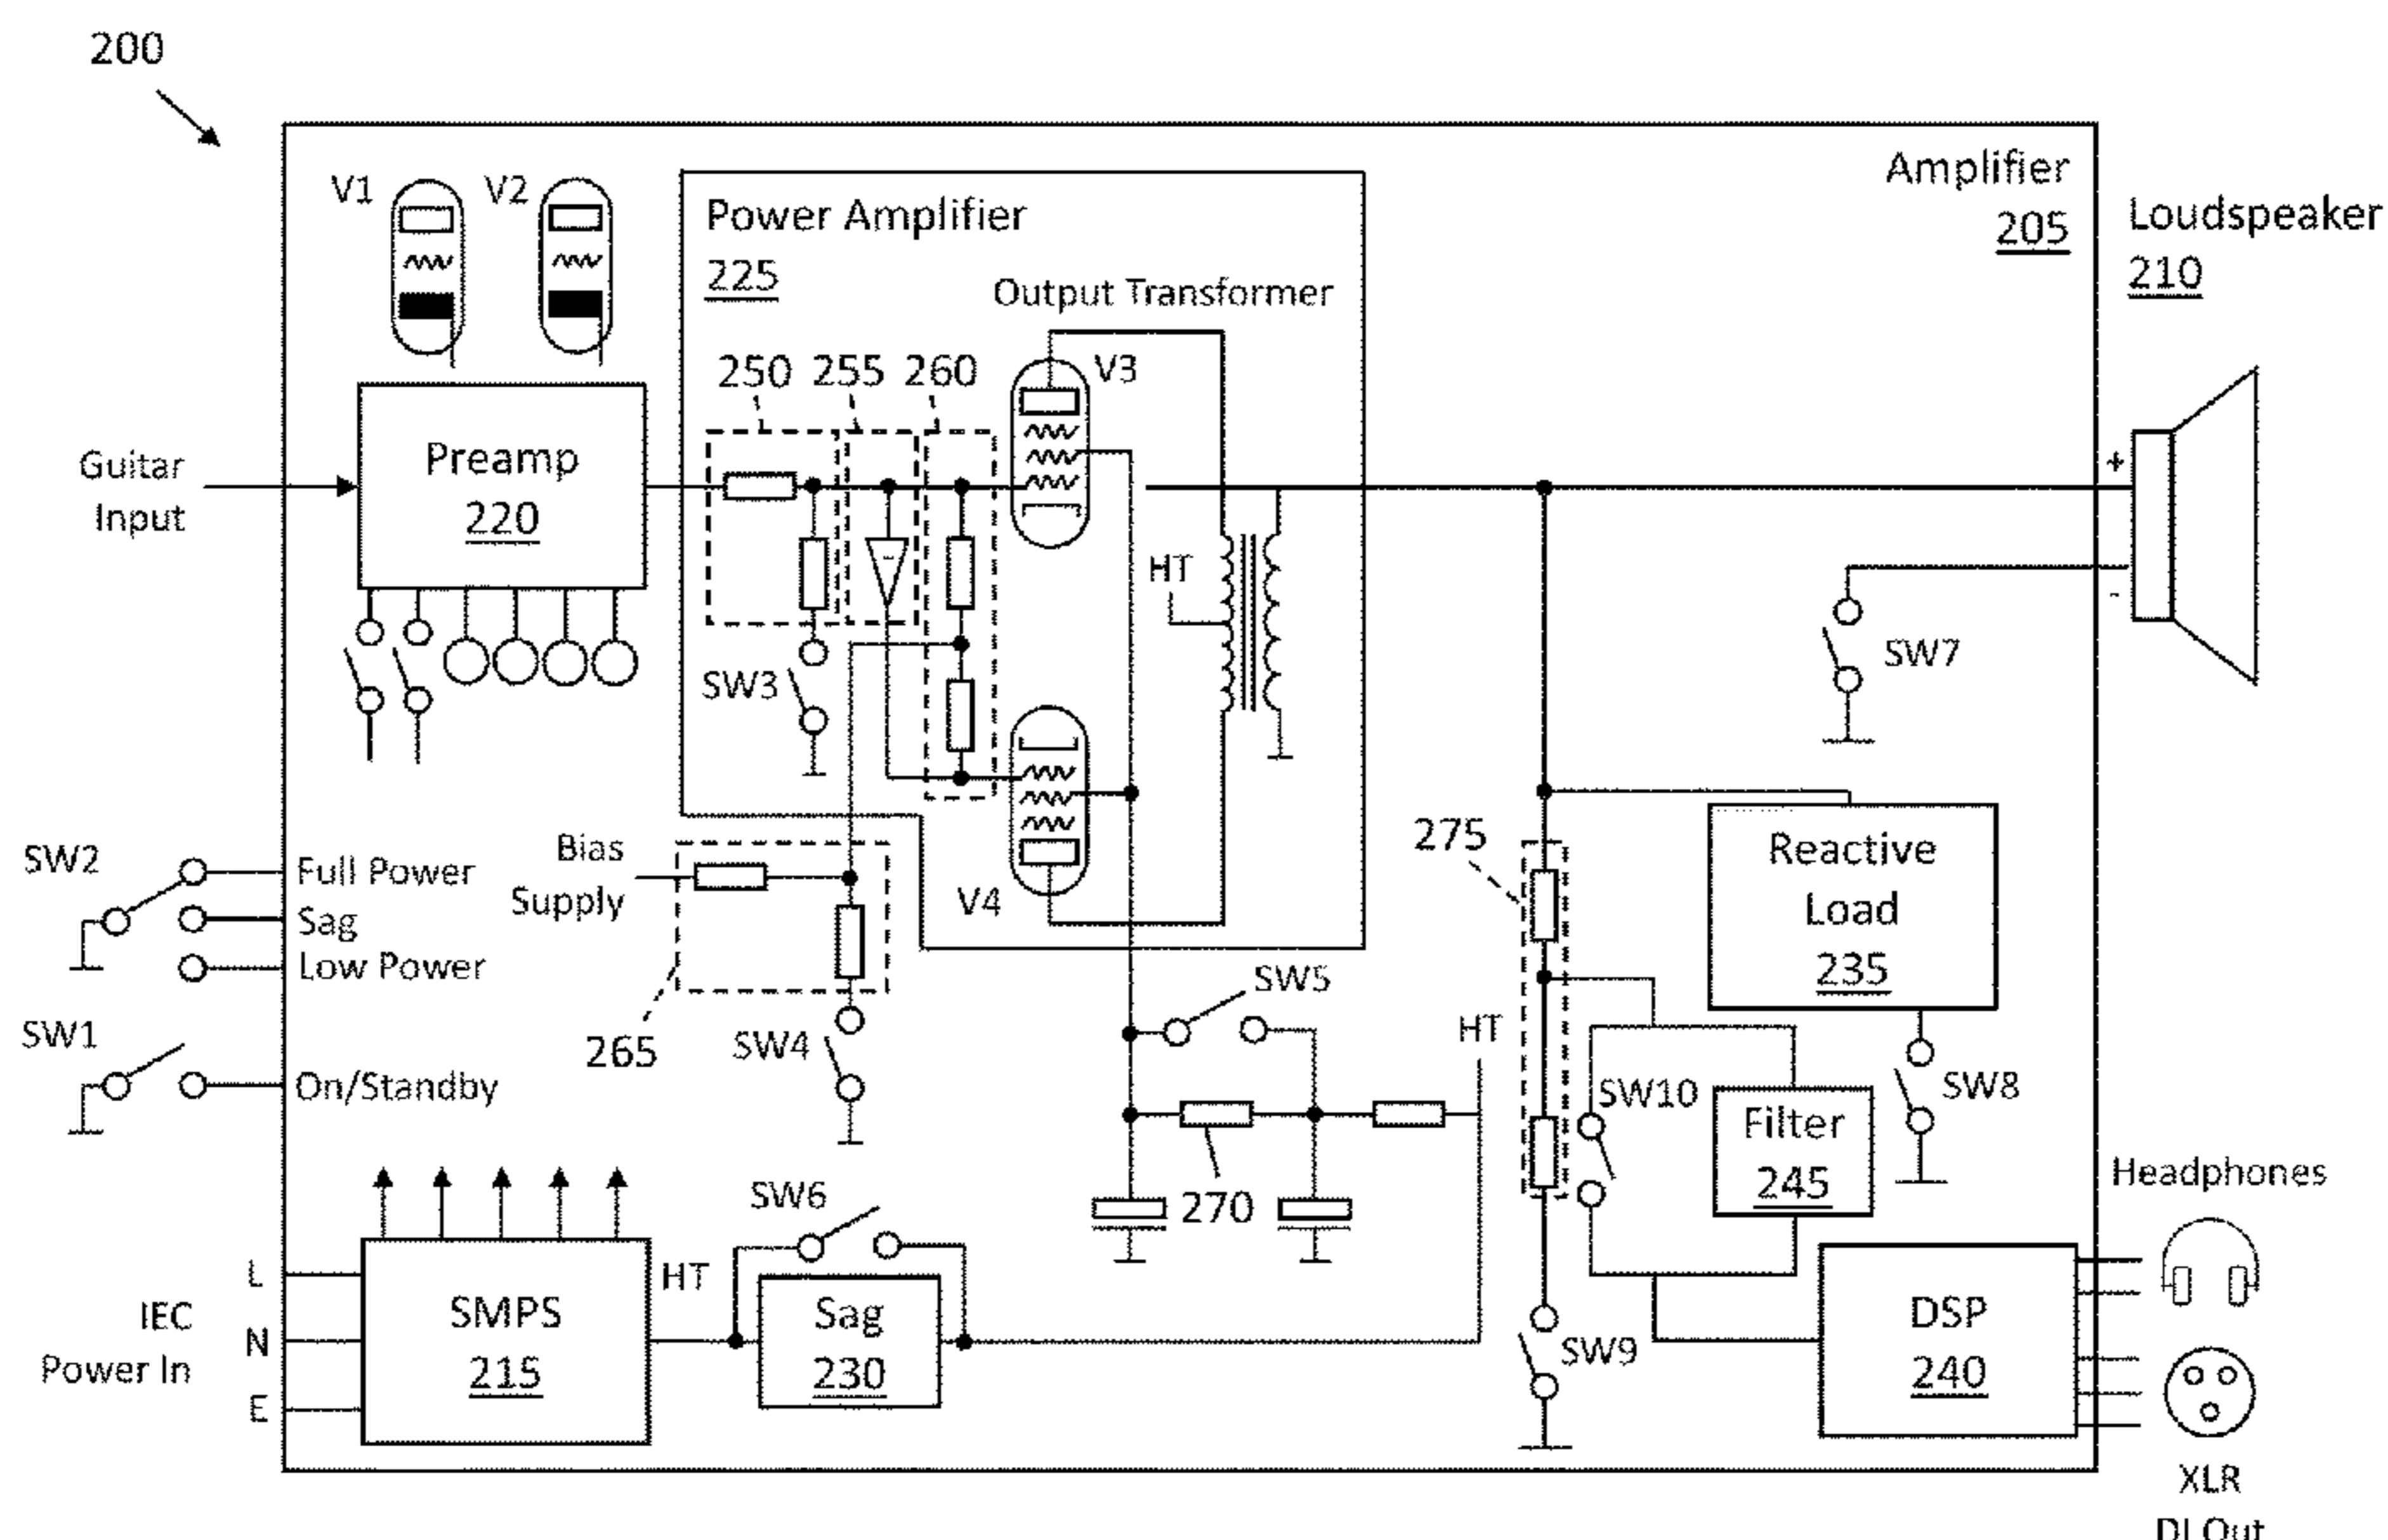 200
Amplifier
205
Loudspeaker
210
V1
V2
Power Amplifier
225
Output Transformer
250
255
260
V3
Guitar
Input
Preamp
220
+
-
HT
SW3
SW7
-
V4
SW2
Full Power
Sag
Low Power
Bias
Supply
265
SW4
SW1
On/Standby
275
Reactive
Load
235
SW5
HT
SW10
Filter
245
SW8
270
SW6
HT
IEC
Power In
L
N
E
SMPS
215
Sag
230
SW9
DSP
240
Headphones
XLR
DI Out